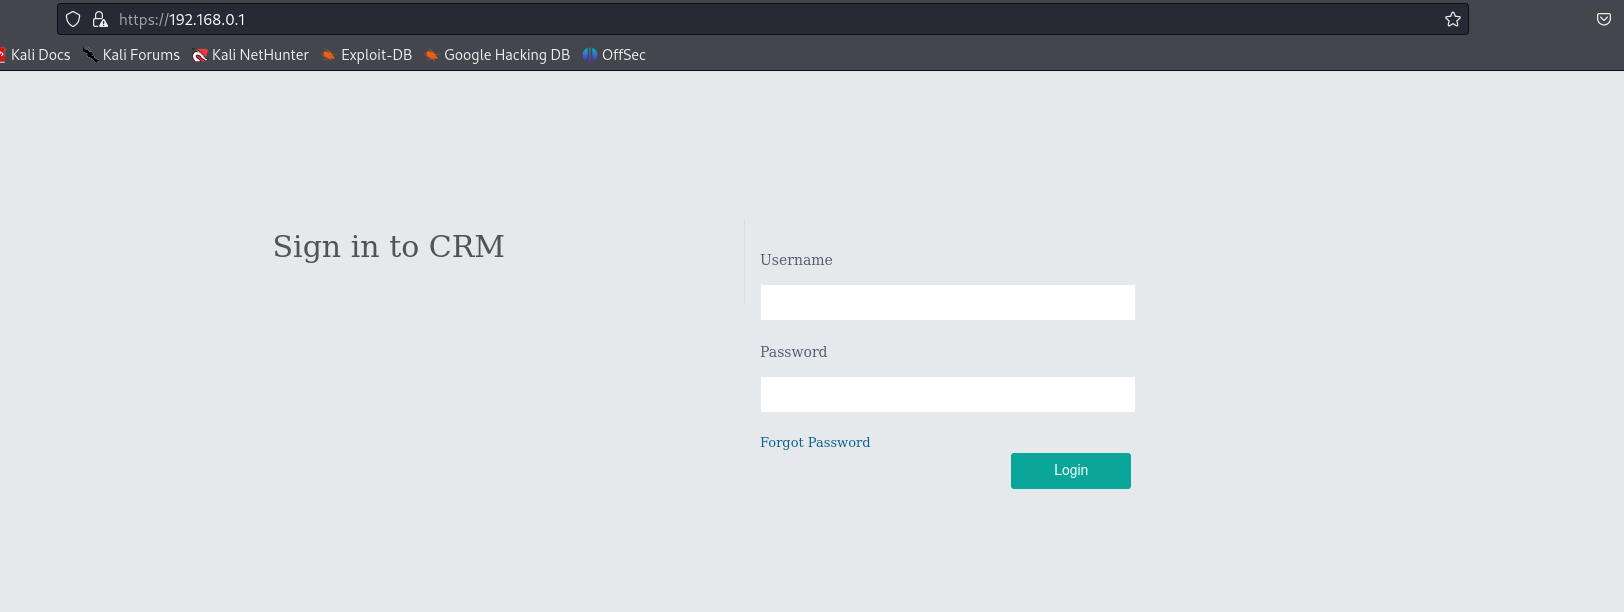 https://192.168.0.1
Kali Docs Kali Forums Kali NetHunter Exploit-DB Google Hacking DB OffSec
Sign in to CRM
Username
Password
Forgot Password
Login